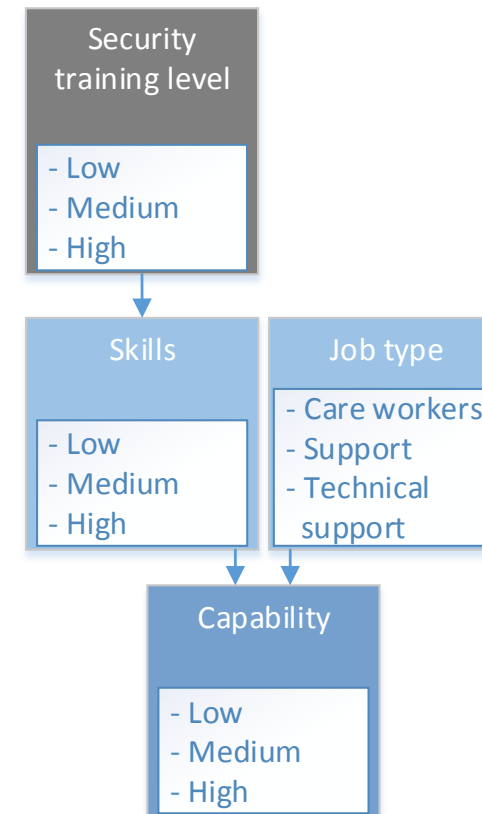 Security
training level
- Low
- Medium
- High
Skills
- Low
- Medium
- High
Job type
- Care workers
- Support
- Technical
support
Capability
- Low
- Medium
- High